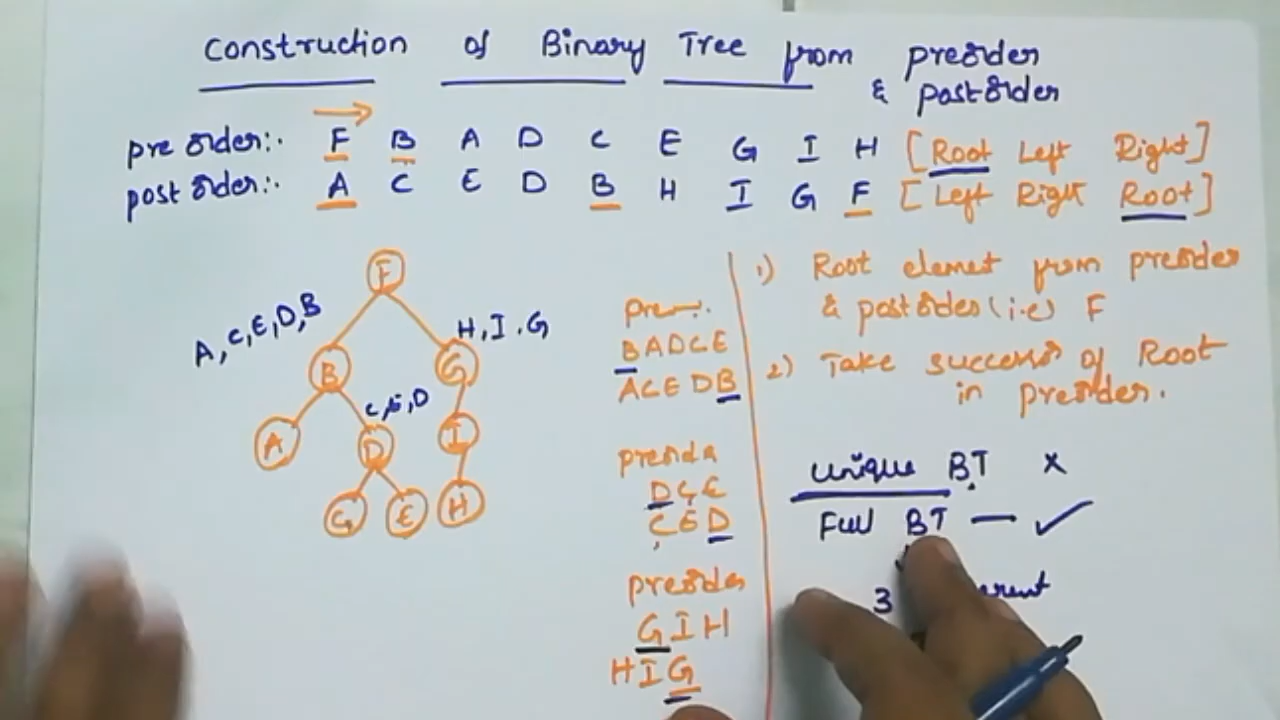 Construction of Binary Tree from preorder
& postorder
preorder:- F B A D C E G I H [Root Left Right]
postorder:- A C E D B H I G F [Left Right Root]
F
A, C, E, D, B
H, I, G
B
G
C, E, D
A
D
I
C
E
H
pre:-
BADCE
ACEDB
preorder
DCE
CED
preorder
GIH
HIG
1) Root element from preorder
& postorder (i.e) F
2) Take successor of Root
in preorder.
unique BT ×
Full BT — ✓
3